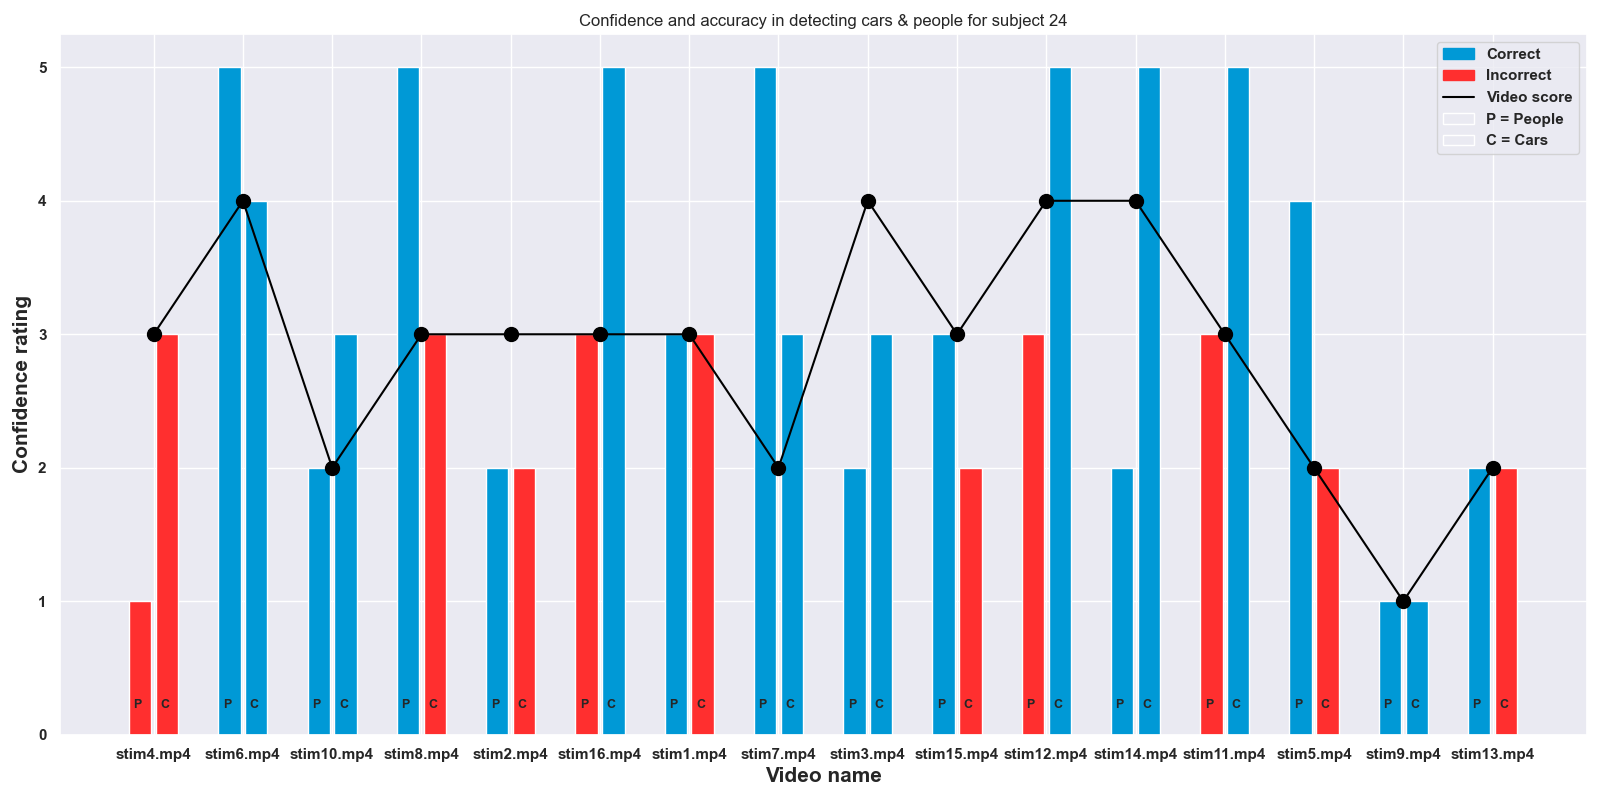 Confidence and accuracy in detecting cars & people for subject 24
Correct
Incorrect
Video score
P = People
C = Cars
5
4
3
2
1
0
Confidence rating
P C P C P C P C P C P C P C P C P C P C P C P C P C P C P C P C
stim4.mp4 stim6.mp4 stim10.mp4 stim8.mp4 stim2.mp4 stim16.mp4 stim1.mp4 stim7.mp4 stim3.mp4 stim15.mp4 stim12.mp4 stim14.mp4 stim11.mp4 stim5.mp4 stim9.mp4 stim13.mp4
Video name